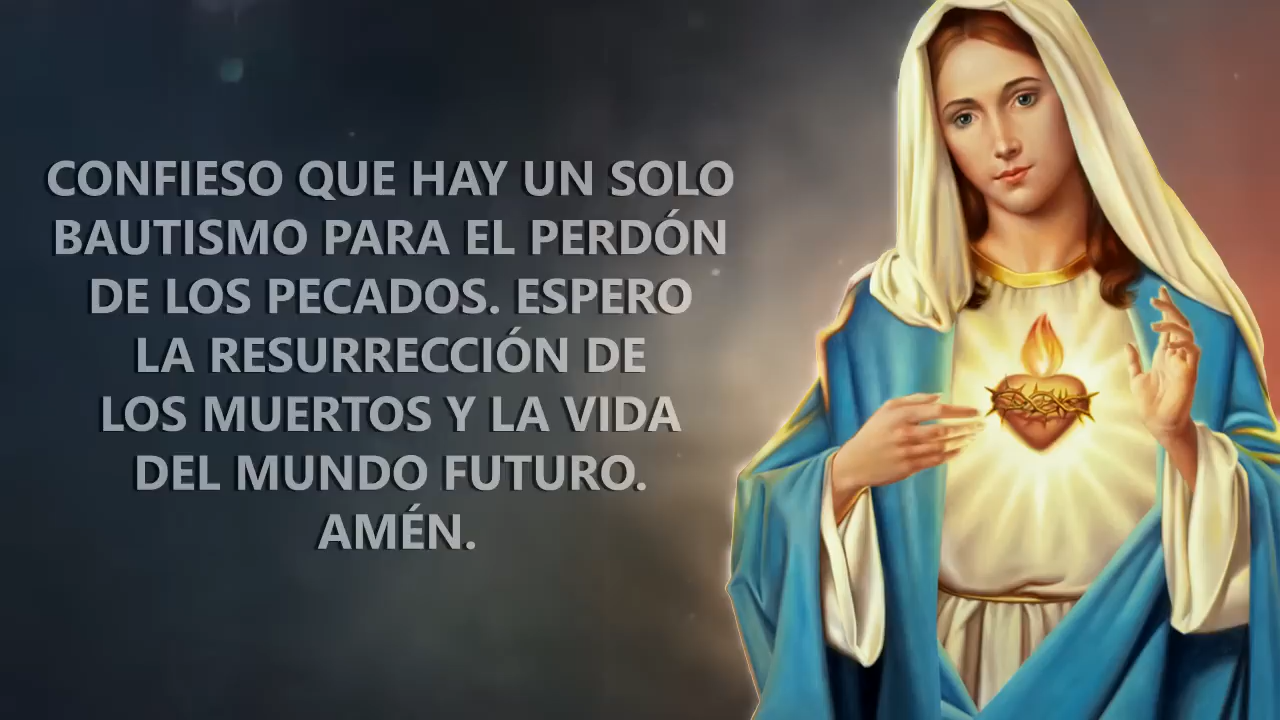 CONFIESO QUE HAY UN SOLO
BAUTISMO PARA EL PERDÓN
DE LOS PECADOS. ESPERO
LA RESURRECCIÓN DE
LOS MUERTOS Y LA VIDA
DEL MUNDO FUTURO.
AMÉN.